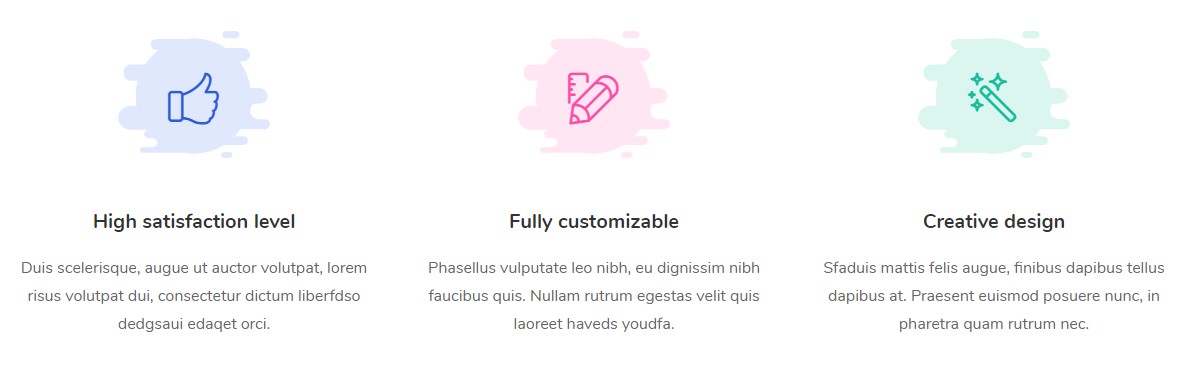 High satisfaction level
Duis scelerisque, augue ut auctor volutpat, lorem
risus volutpat dui, consectetur dictum liberfdso
dedgsaui edaqet orci.
Fully customizable
Phasellus vulputate leo nibh, eu dignissim nibh
faucibus quis. Nullam rutrum egestas velit quis
laoreet haveds youdfa.
Creative design
Sfaduis mattis felis augue, finibus dapibus tellus
dapibus at. Praesent euismod posuere nunc, in
pharetra quam rutrum nec.